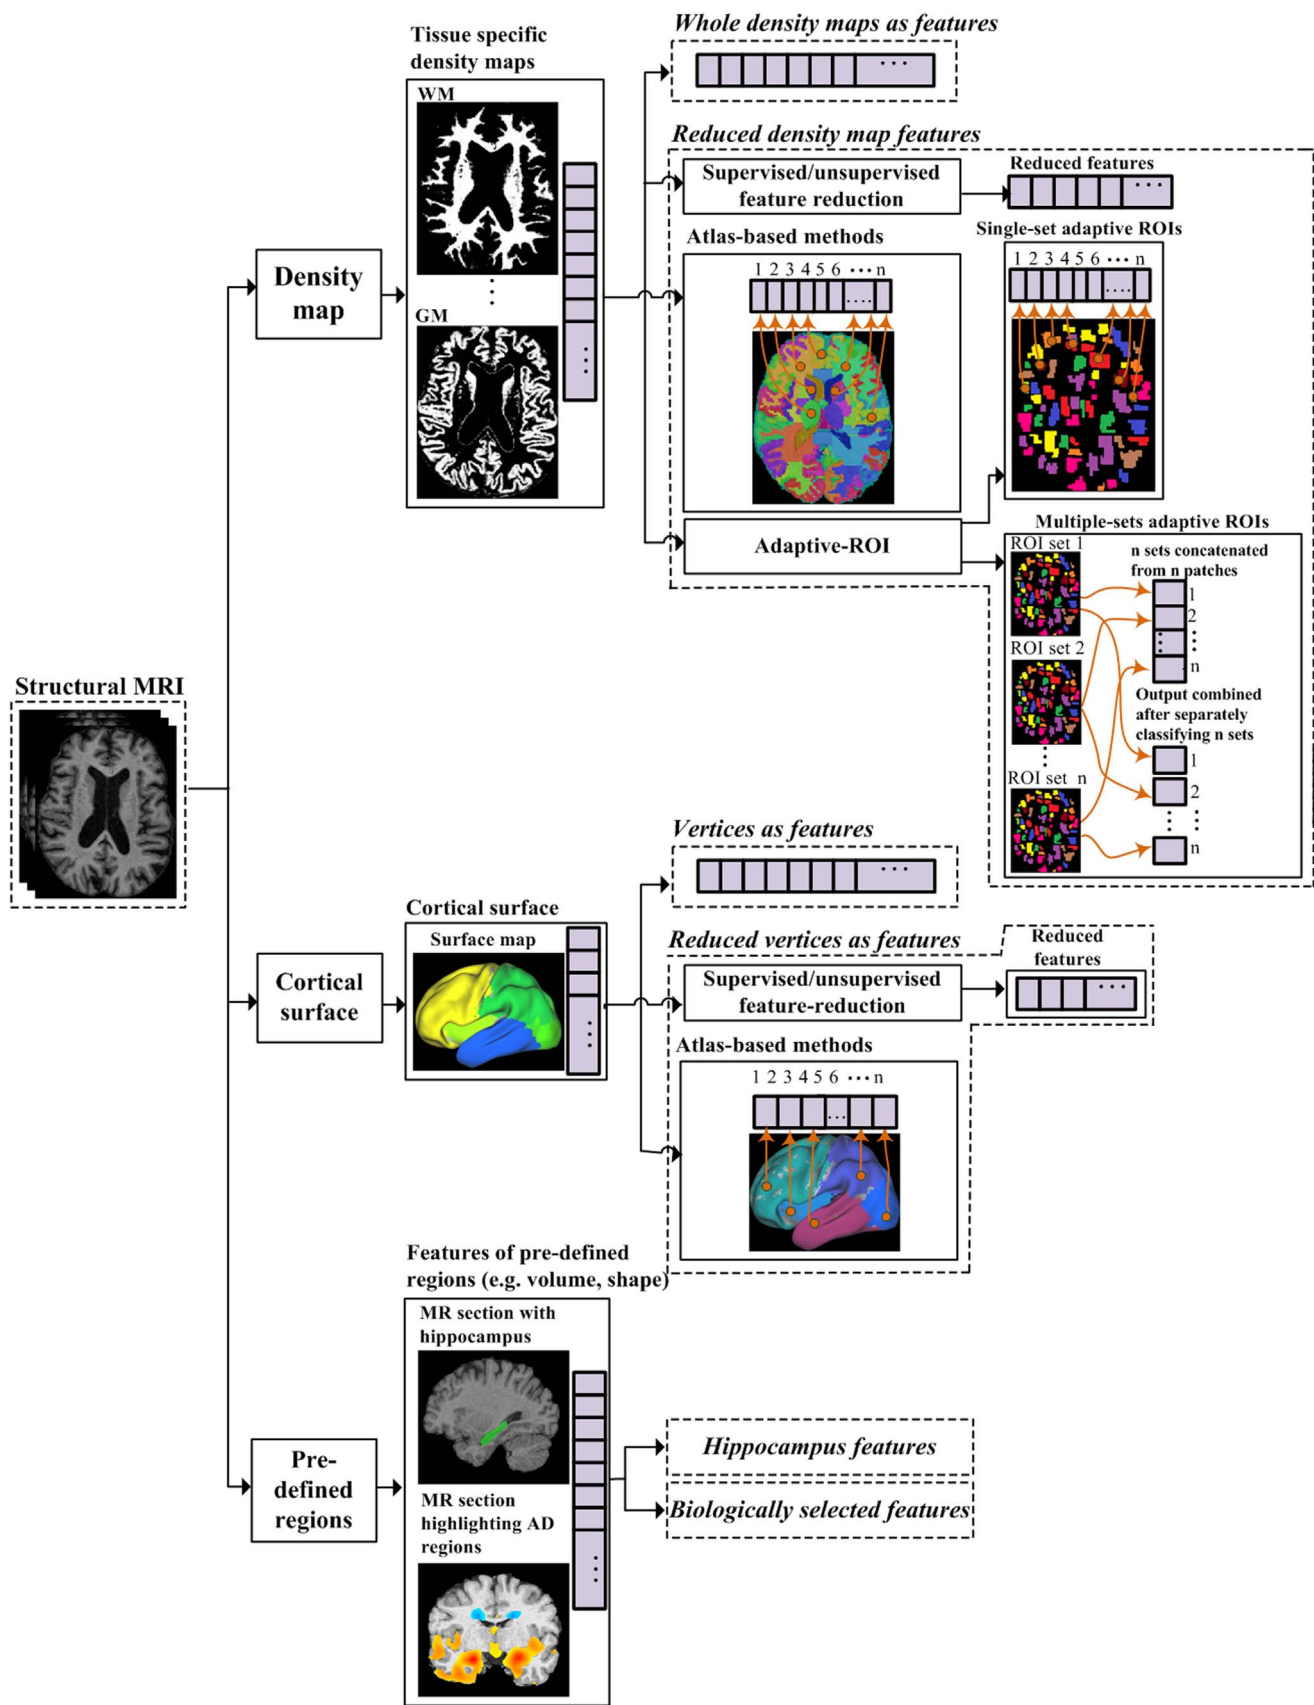 Whole density maps as features
Tissue specific
density maps
WM
GM
Density
map
Reduced density map features
Supervised/unsupervised
feature reduction
Reduced features
Atlas-based methods
1 2 3 4 5 6 ••• n
Single-set adaptive ROIs
1 2 3 4 5 6 ••• n
Adaptive-ROI
Multiple-sets adaptive ROIs
ROI set 1
ROI set 2
ROI set n
n sets concatenated
from n patches
1
2
n
Output combined
after separately
classifying n sets
1
2
n
Structural MRI
Vertices as features
Cortical surface
Surface map
Cortical
surface
Reduced vertices as features
Supervised/unsupervised
feature-reduction
Reduced
features
Atlas-based methods
1 2 3 4 5 6 ••• n
Features of pre-defined
regions (e.g. volume, shape)
MR section with
hippocampus
MR section
highlighting AD
regions
Pre-
defined
regions
Hippocampus features
Biologically selected features